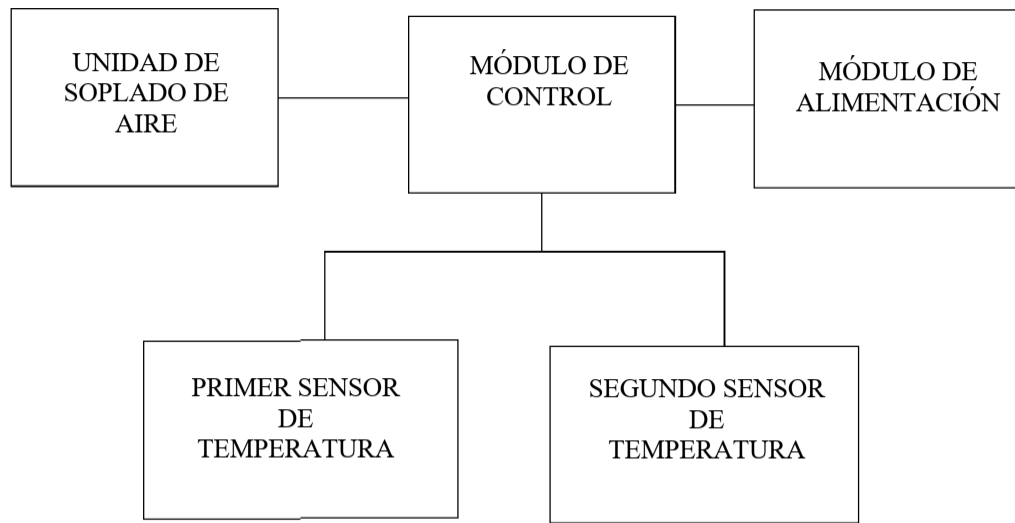 UNIDAD DE
SOPLADO DE
AIRE
MÓDULO DE
CONTROL
MÓDULO DE
ALIMENTACIÓN
PRIMER SENSOR
DE
TEMPERATURA
SEGUNDO SENSOR
DE
TEMPERATURA